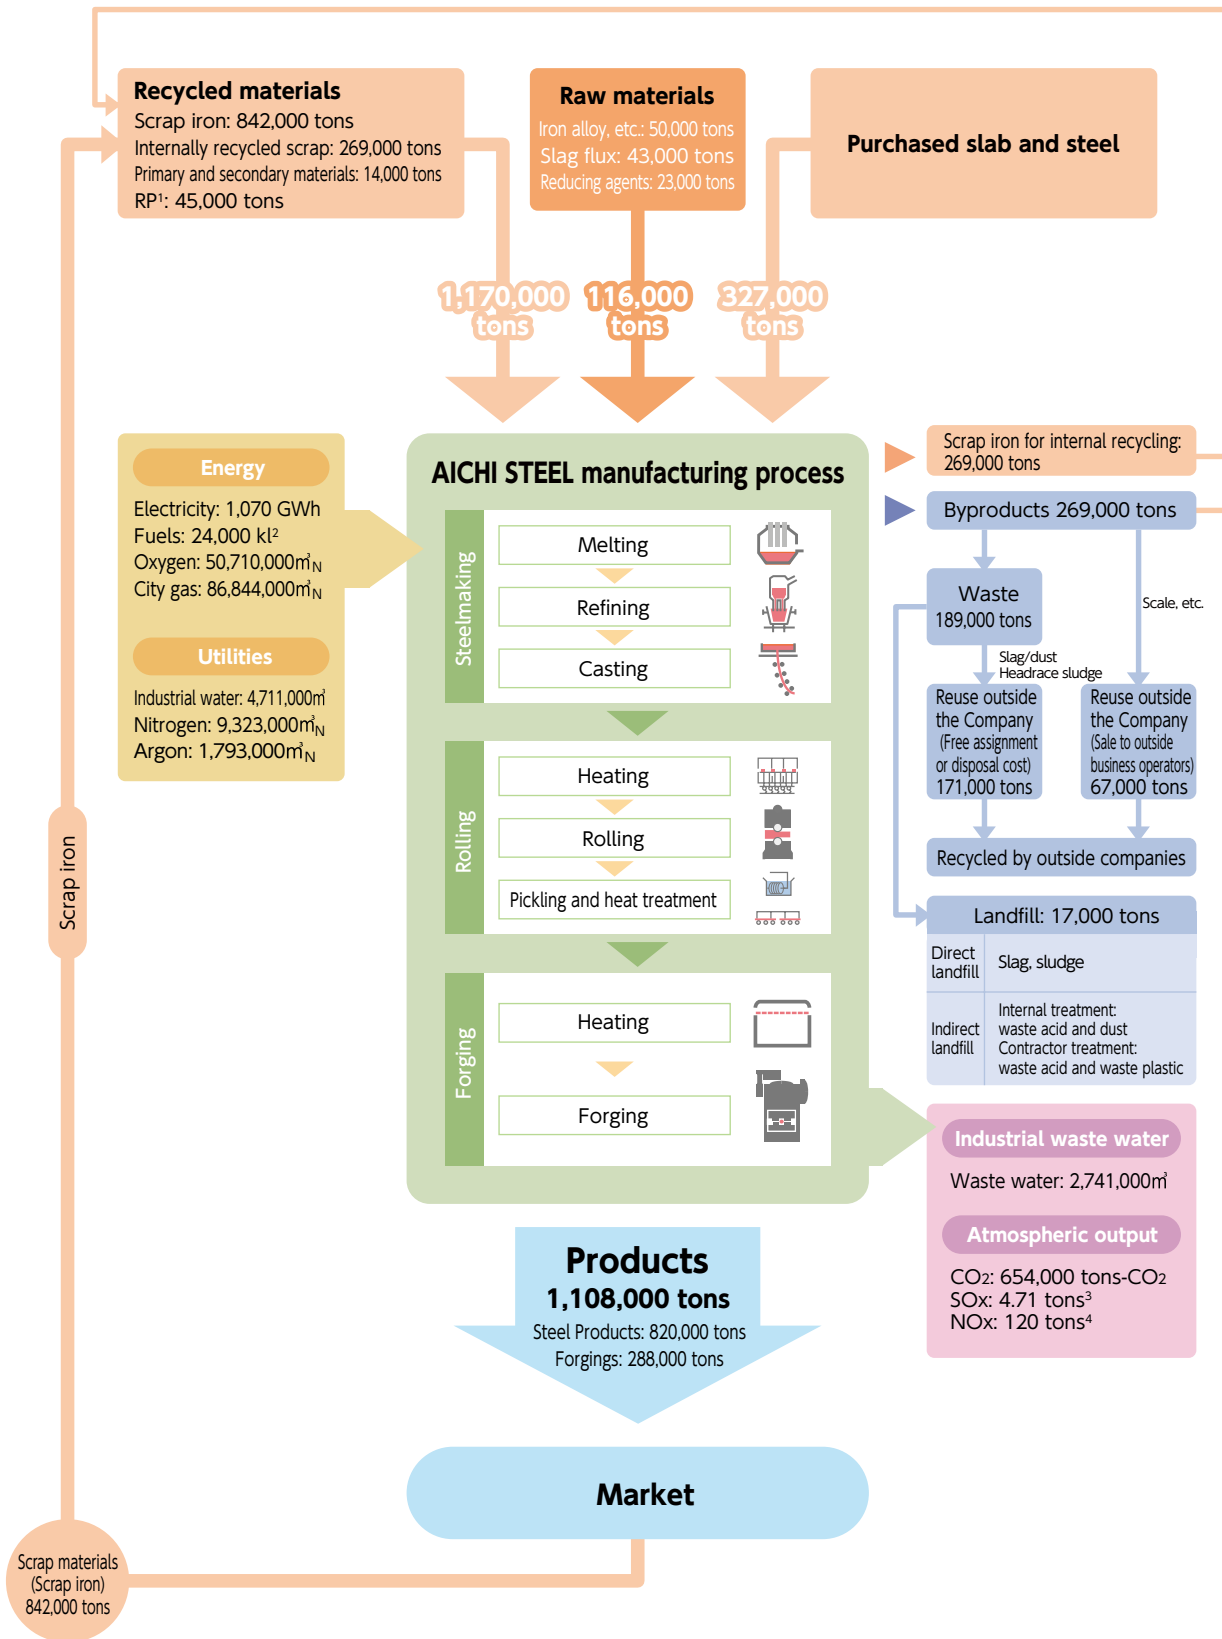 Recycled materials
Scrap iron: 842,000 tons
Internally recycled scrap: 269,000 tons
Primary and secondary materials: 14,000 tons
RP¹: 45,000 tons
Raw materials
Iron alloy, etc.: 50,000 tons
Slag flux: 43,000 tons
Reducing agents: 23,000 tons
Purchased slab and steel
1,170,000
tons
116,000
tons
327,000
tons
Energy
Electricity: 1,070 GWh
Fuels: 24,000 kl²
Oxygen: 50,710,000㎥N
City gas: 86,844,000㎥N
Utilities
Industrial water: 4,711,000㎥
Nitrogen: 9,323,000㎥N
Argon: 1,793,000㎥N
AICHI STEEL manufacturing process
Steelmaking
Melting
Refining
Casting
Rolling
Heating
Rolling
Pickling and heat treatment
Forging
Heating
Forging
Scrap iron for internal recycling:
269,000 tons
Byproducts 269,000 tons
Waste
189,000 tons
Scale, etc.
Slag/dust
Headrace sludge
Reuse outside
the Company
(Free assignment
or disposal cost)
171,000 tons
Reuse outside
the Company
(Sale to outside
business operators)
67,000 tons
Recycled by outside companies
Landfill: 17,000 tons
Direct
landfill
Slag, sludge
Indirect
landfill
Internal treatment:
waste acid and dust
Contractor treatment:
waste acid and waste plastic
Industrial waste water
Waste water: 2,741,000㎥
Atmospheric output
CO2: 654,000 tons-CO2
SOx: 4.71 tons³
NOx: 120 tons⁴
Products
1,108,000 tons
Steel Products: 820,000 tons
Forgings: 288,000 tons
Market
Scrap iron
Scrap materials
(Scrap iron)
842,000 tons